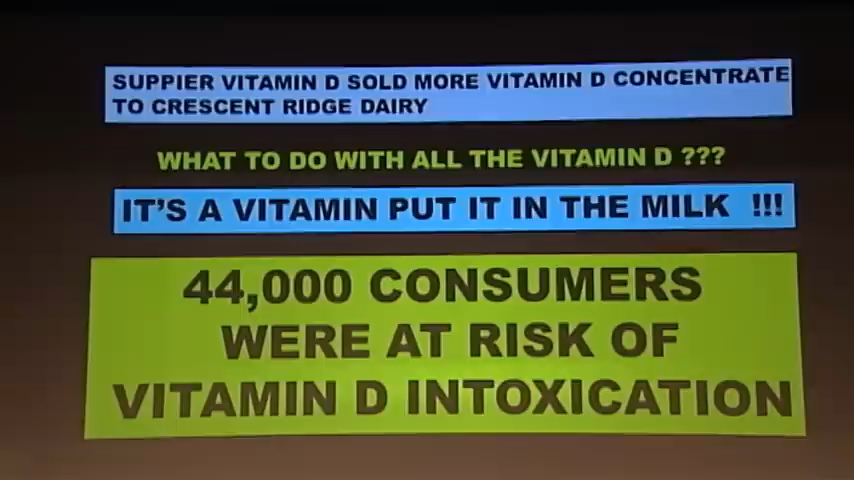 SUPPIER VITAMIN D SOLD MORE VITAMIN D CONCENTRATE
TO CRESCENT RIDGE DAIRY
WHAT TO DO WITH ALL THE VITAMIN D ???
IT'S A VITAMIN PUT IT IN THE MILK !!!
44,000 CONSUMERS
WERE AT RISK OF
VITAMIN D INTOXICATION